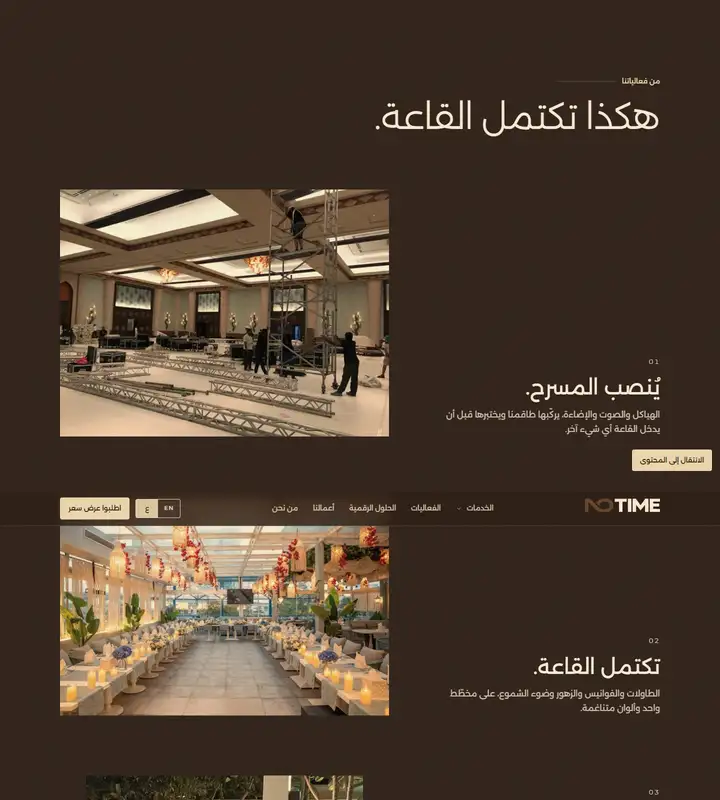 من فعالياتنا
هكذا تكتمل القاعة.
01
يُنصب المسرح.
الهياكل والصوت والإضاءة، يركّبها طاقمنا ويختبرها قبل أن
يدخل القاعة أي شيء آخر.
الانتقال إلى المحتوى
NO TIME
الخدمات
الفعاليات
الحلول الرقمية
أعمالنا
من نحن
EN
ع
اطلبوا عرض سعر
02
تكتمل القاعة.
الطاولات والفوانيس والزهور وضوء الشموع، على مخطّط
واحد وألوان متناغمة.
03